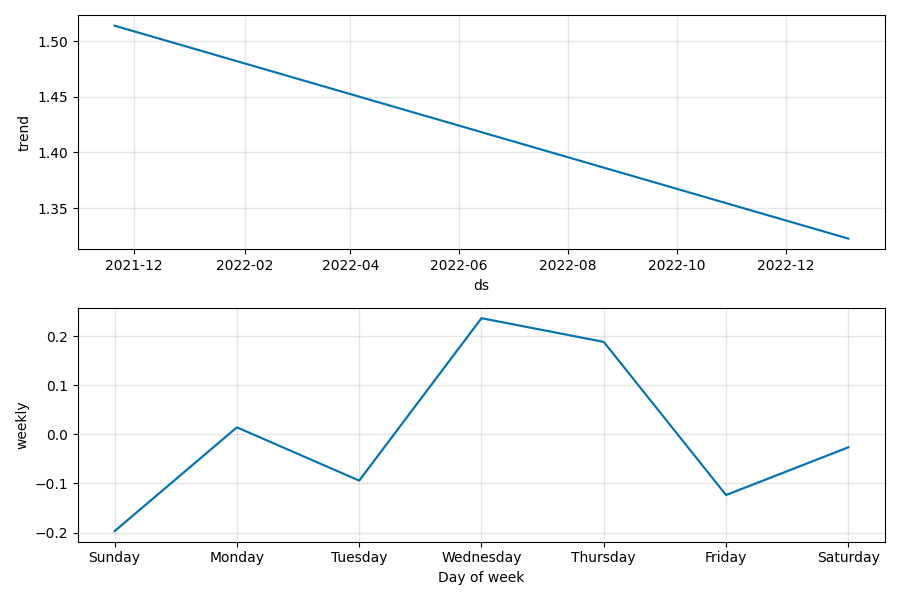 1.50
1.45
1.40
1.35
trend
2021-12 2022-02 2022-04 2022-06 2022-08 2022-10 2022-12
ds
0.2
0.1
0.0
−0.1
−0.2
weekly
Sunday Monday Tuesday Wednesday Thursday Friday Saturday
Day of week